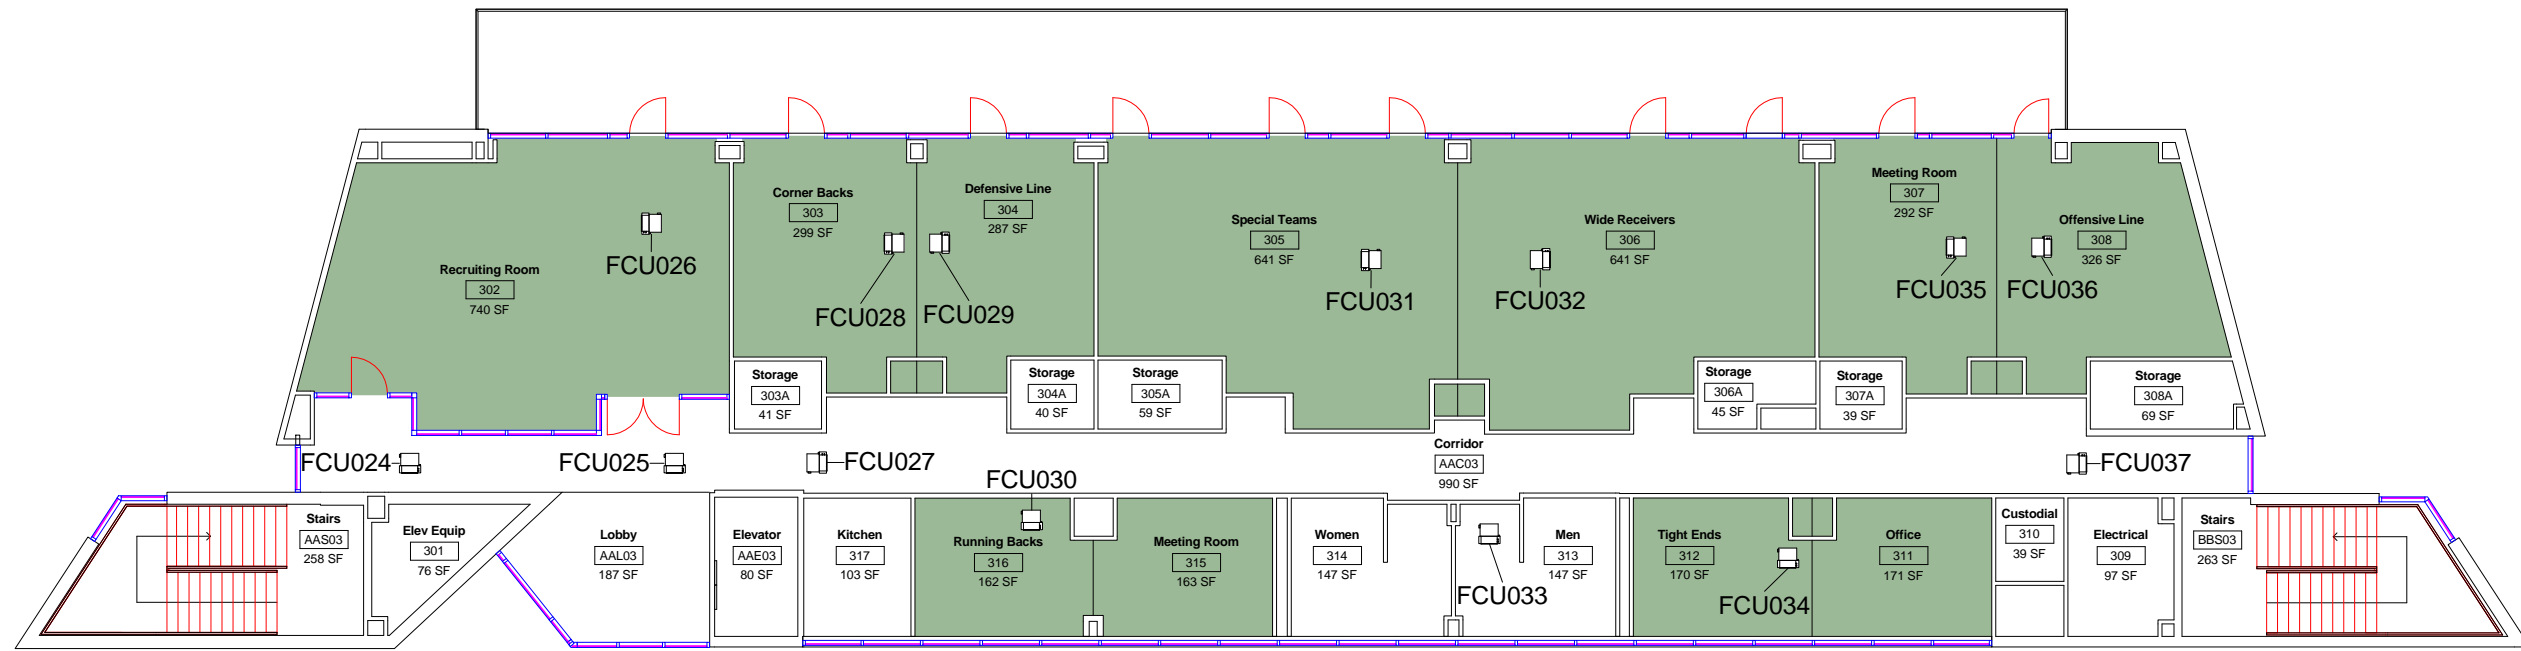 Recruiting Room
302
740 SF
FCU026
Corner Backs
303
299 SF
FCU028
Defensive Line
304
287 SF
FCU029
Special Teams
305
641 SF
FCU031
Wide Receivers
306
641 SF
FCU032
Meeting Room
307
292 SF
FCU035
Offensive Line
308
326 SF
FCU036
Storage
303A
41 SF
Storage
304A
40 SF
Storage
305A
59 SF
Storage
306A
45 SF
Storage
307A
39 SF
Storage
308A
69 SF
FCU024
FCU025
FCU027
FCU030
Corridor
AAC03
990 SF
FCU037
Stairs
AAS03
258 SF
Elev Equip
301
76 SF
Lobby
AAL03
187 SF
Elevator
AAE03
80 SF
Kitchen
317
103 SF
Running Backs
316
162 SF
Meeting Room
315
163 SF
Women
314
147 SF
FCU033
Men
313
147 SF
Tight Ends
312
170 SF
FCU034
Office
311
171 SF
Custodial
310
39 SF
Electrical
309
97 SF
Stairs
BBS03
263 SF